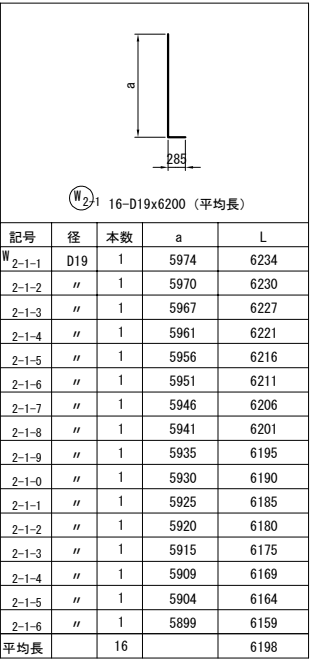 a
285
W2-1 16-D19x6200 (平均長)
記号 径 本数 a L
W2-1-1 D19 1 5974 6234
2-1-2 〃 1 5970 6230
2-1-3 〃 1 5967 6227
2-1-4 〃 1 5961 6221
2-1-5 〃 1 5956 6216
2-1-6 〃 1 5951 6211
2-1-7 〃 1 5946 6206
2-1-8 〃 1 5941 6201
2-1-9 〃 1 5935 6195
2-1-0 〃 1 5930 6190
2-1-1 〃 1 5925 6185
2-1-2 〃 1 5920 6180
2-1-3 〃 1 5915 6175
2-1-4 〃 1 5909 6169
2-1-5 〃 1 5904 6164
2-1-6 〃 1 5899 6159
平均長 16 6198